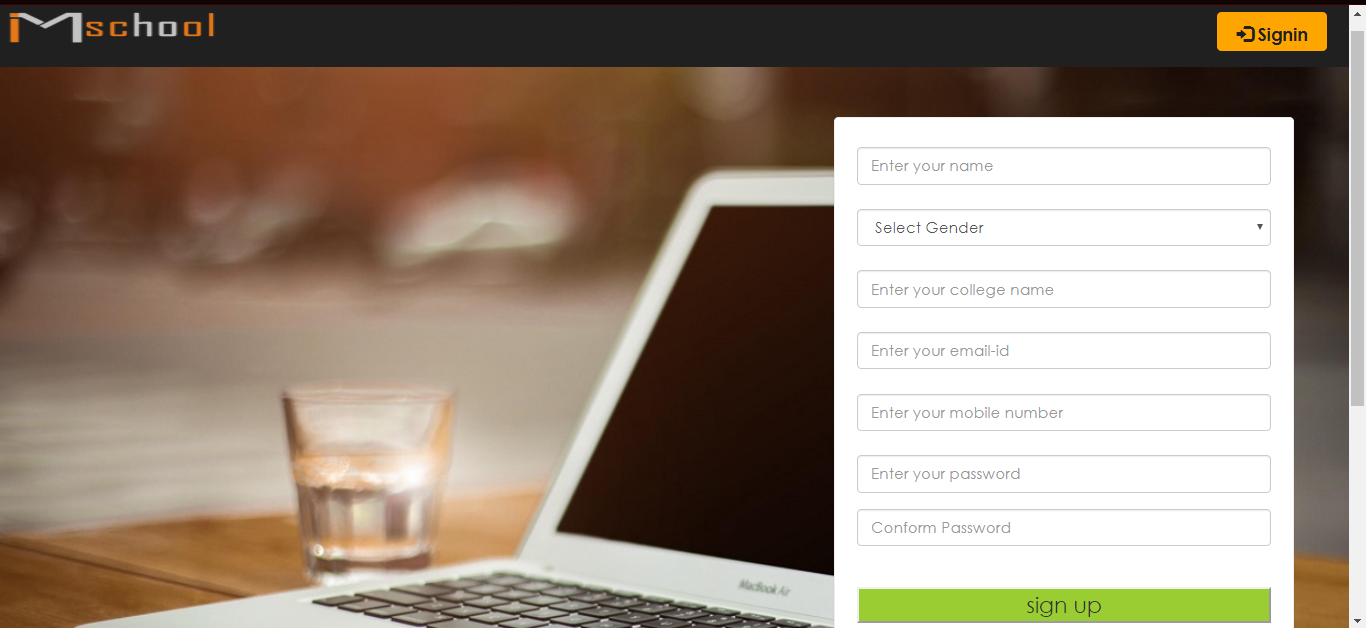 iMschool
Signin
Enter your name
Select Gender
Enter your college name
Enter your email-id
Enter your mobile number
Enter your password
Conform Password
MacBook Air
sign up